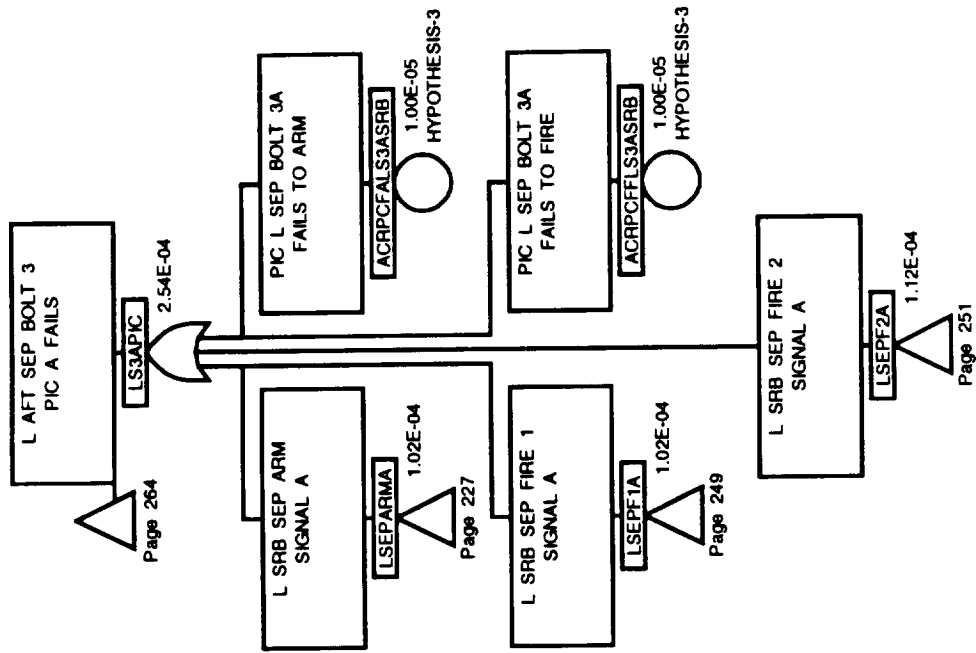 L AFT SEP BOLT 3
PIC A FAILS
LS3APIC
2.54E-04
Page 264
L SRB SEP ARM
SIGNAL A
LSEPARMA
1.02E-04
Page 227
PIC L SEP BOLT 3A
FAILS TO ARM
ACRPCFALS3ASRB
1.00E-05
HYPOTHESIS-3
L SRB SEP FIRE 1
SIGNAL A
LSEPF1A
1.02E-04
Page 249
PIC L SEP BOLT 3A
FAILS TO FIRE
ACRPCFFLS3ASRB
1.00E-05
HYPOTHESIS-3
L SRB SEP FIRE 2
SIGNAL A
LSEPF2A
1.12E-04
Page 251